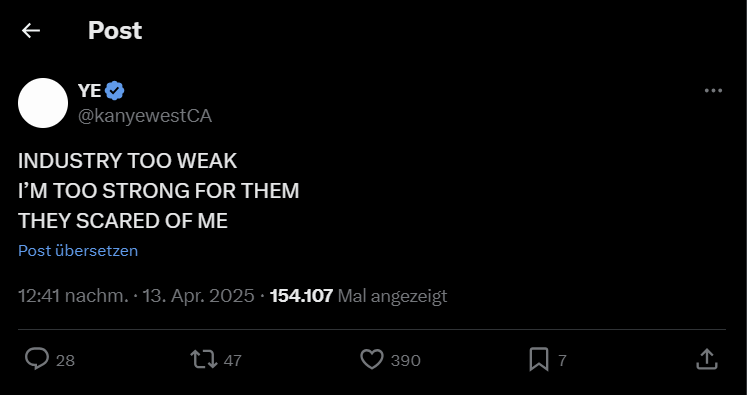 Post
YE
@kanyewestCA
INDUSTRY TOO WEAK
I’M TOO STRONG FOR THEM
THEY SCARED OF ME
Post übersetzen
12:41 nachm. · 13. Apr. 2025 · 154.107 Mal angezeigt
28 47 390 7